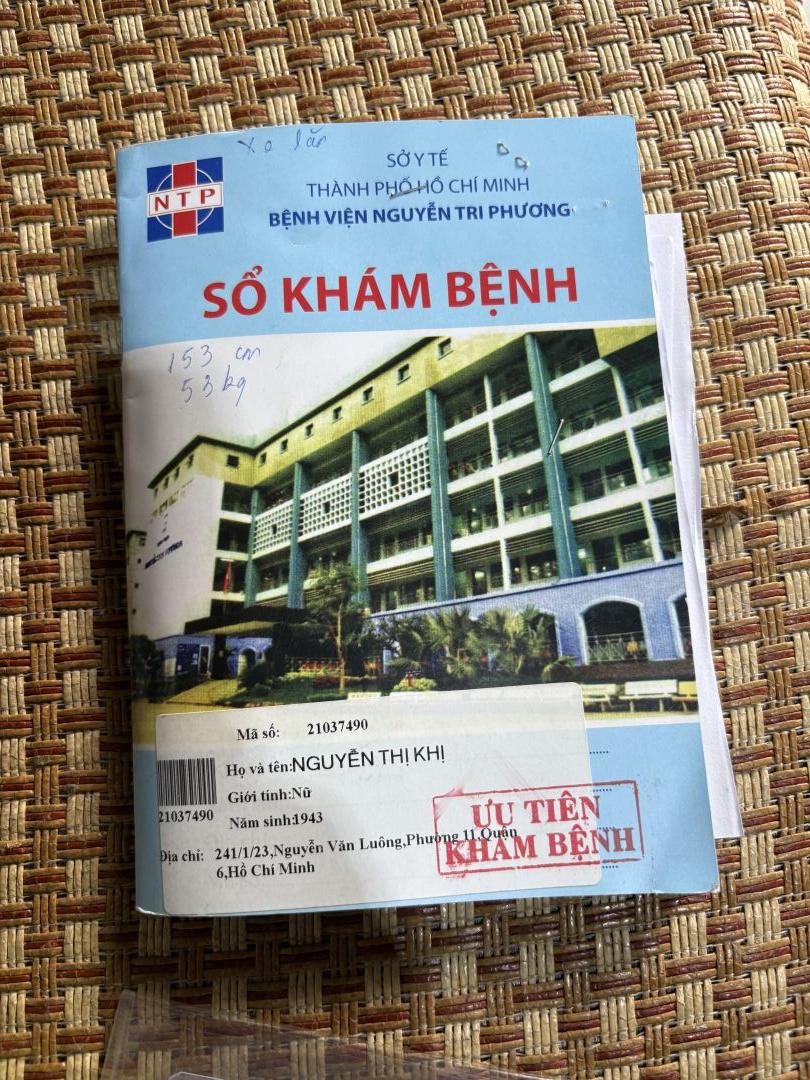 xe lăn
NTP
SỞ Y TẾ
THÀNH PHỐ HỒ CHÍ MINH
BỆNH VIỆN NGUYỄN TRI PHƯƠNG
SỔ KHÁM BỆNH
153 cm
53 kg
Mã số: 21037490
Họ và tên:NGUYỄN THỊ KHỊ
Giới tính:Nữ
21037490
Năm sinh:1943
Địa chỉ: 241/1/23,Nguyễn Văn Luông,Phường 11,Quận
6,Hồ Chí Minh
ƯU TIÊN
KHÁM BỆNH